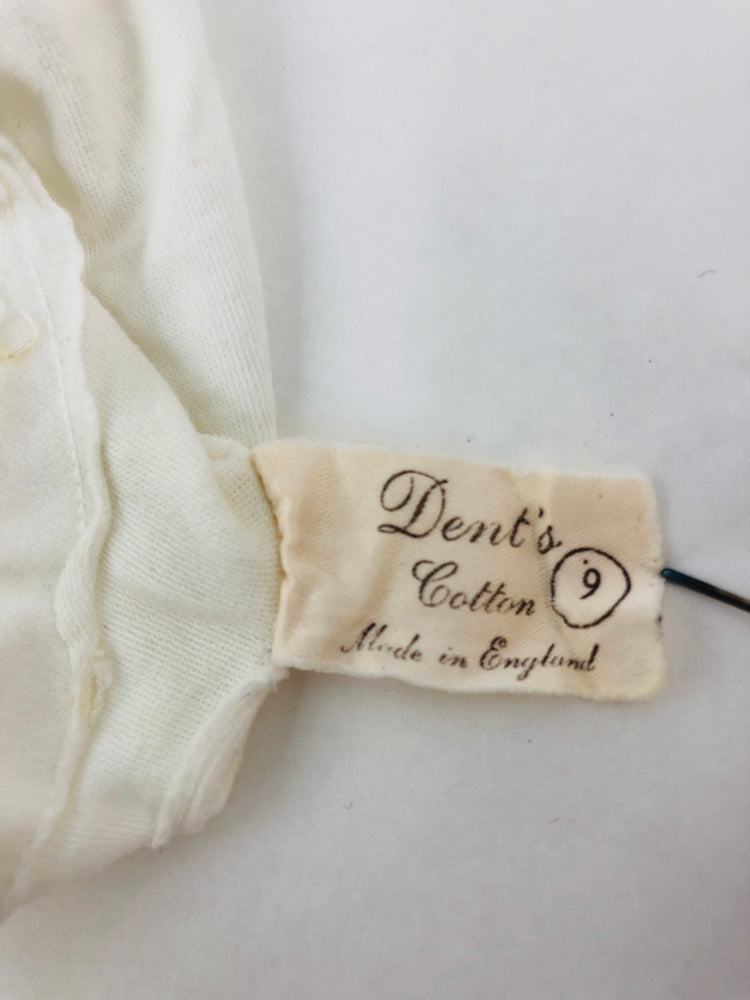 Dent's
Cotton 9
Made in England